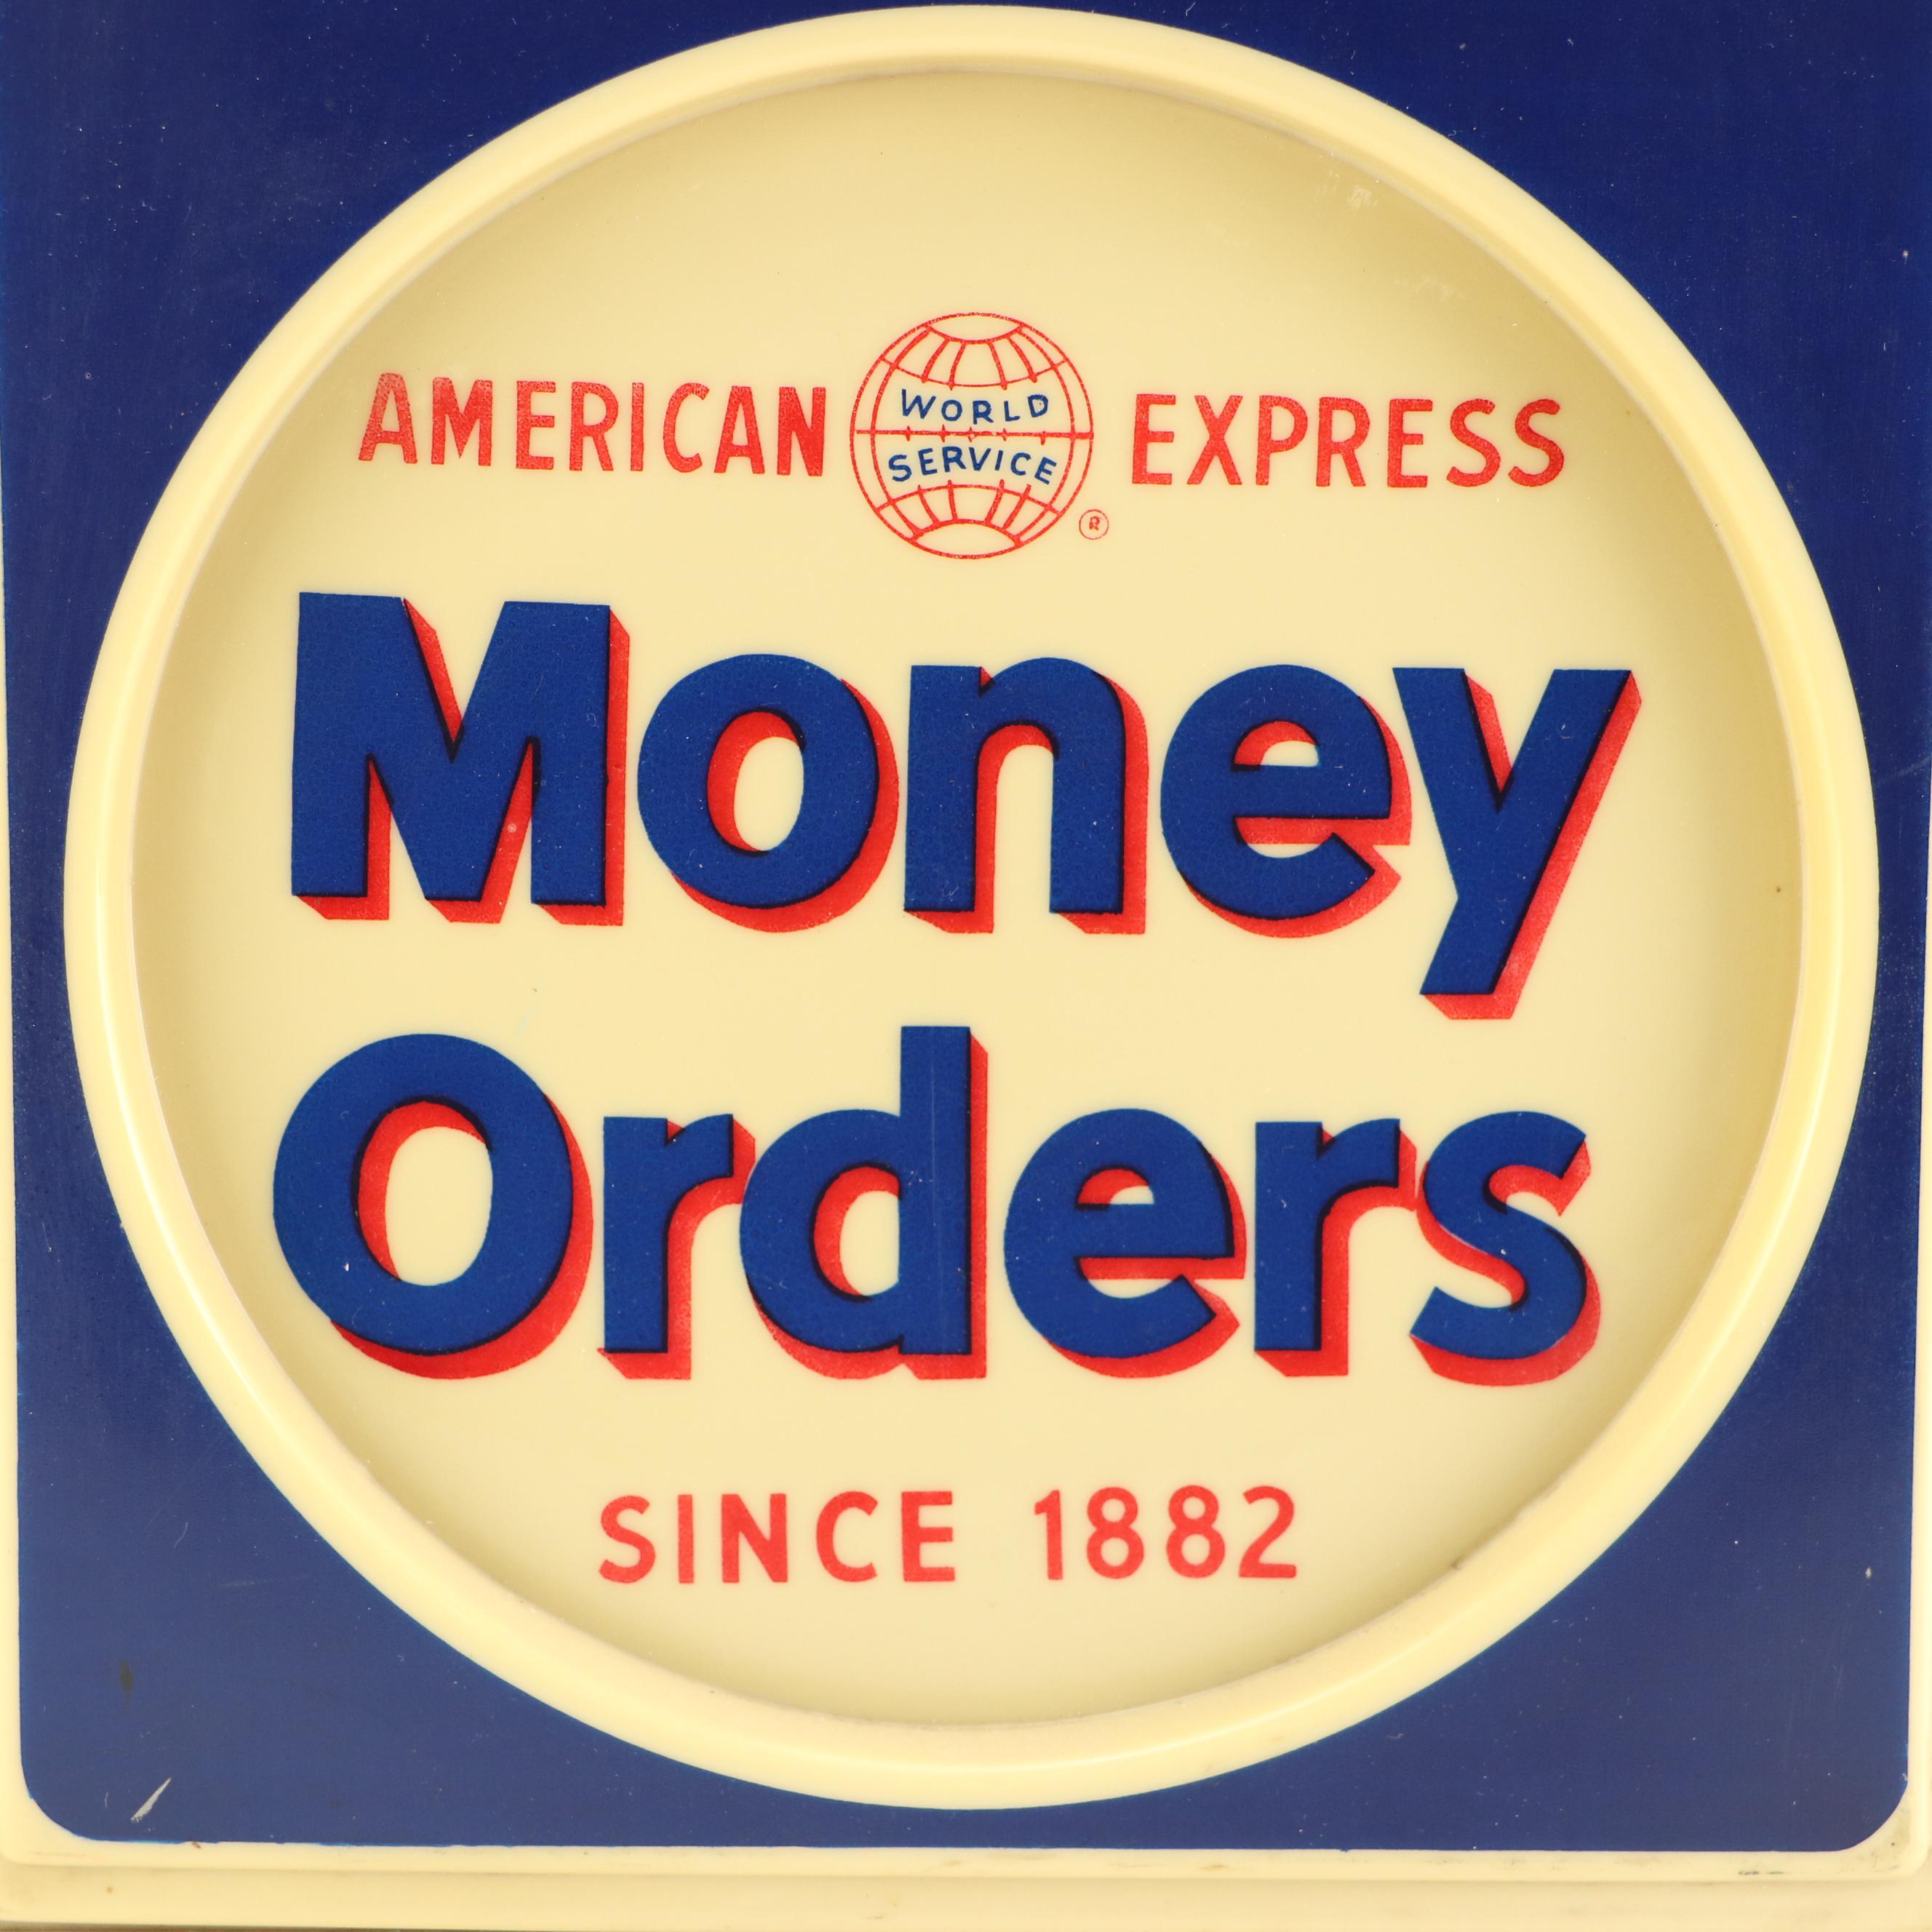 AMERICAN WORLD SERVICE ® EXPRESS
Money
Orders
SINCE 1882